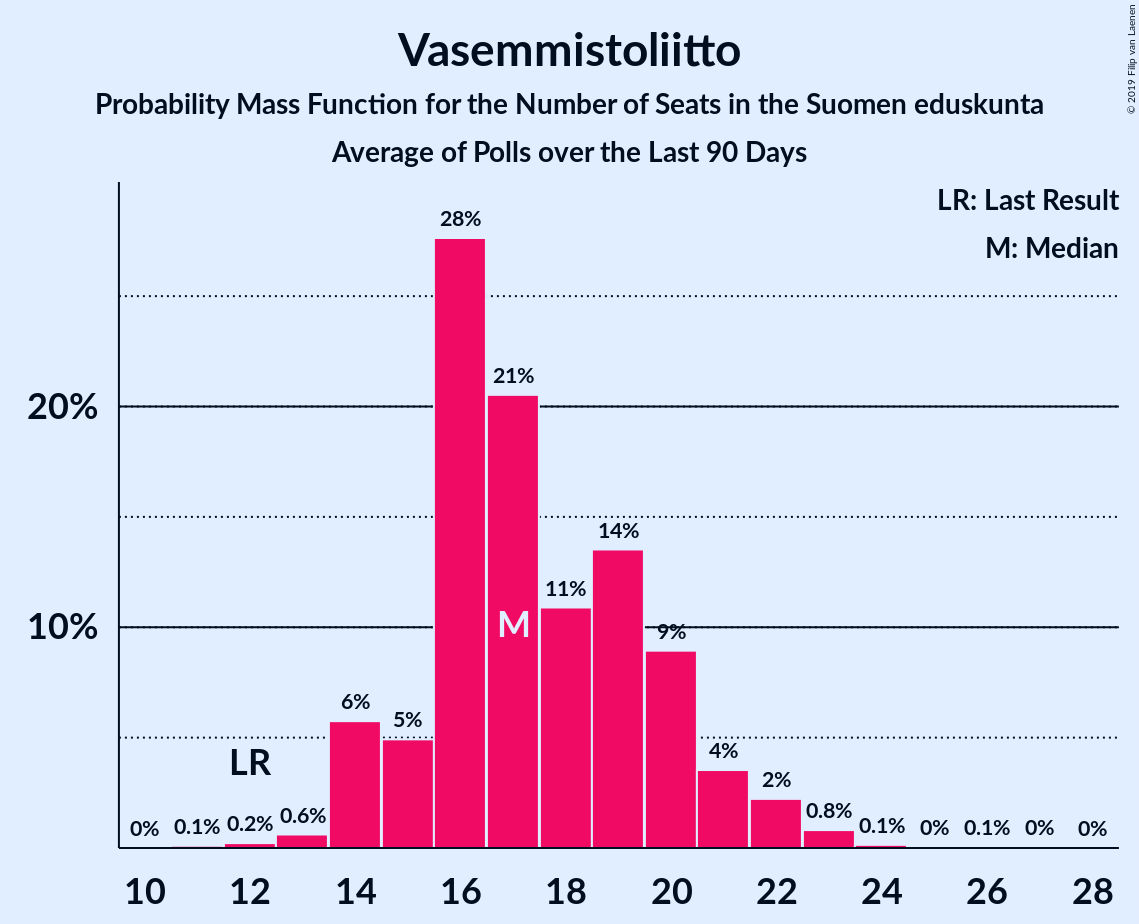 Vasemmistoliitto
Probability Mass Function for the Number of Seats in the Suomen eduskunta
Average of Polls over the Last 90 Days
© 2019 Filip van Laenen
LR: Last Result
M: Median
28%
21%
20%
14%
11%
M
10%
9%
6%
5%
LR
4%
2%
0%
0.1%
0.2%
0.6%
0.8%
0.1%
0%
0.1%
0%
0%
10 12 14 16 18 20 22 24 26 28